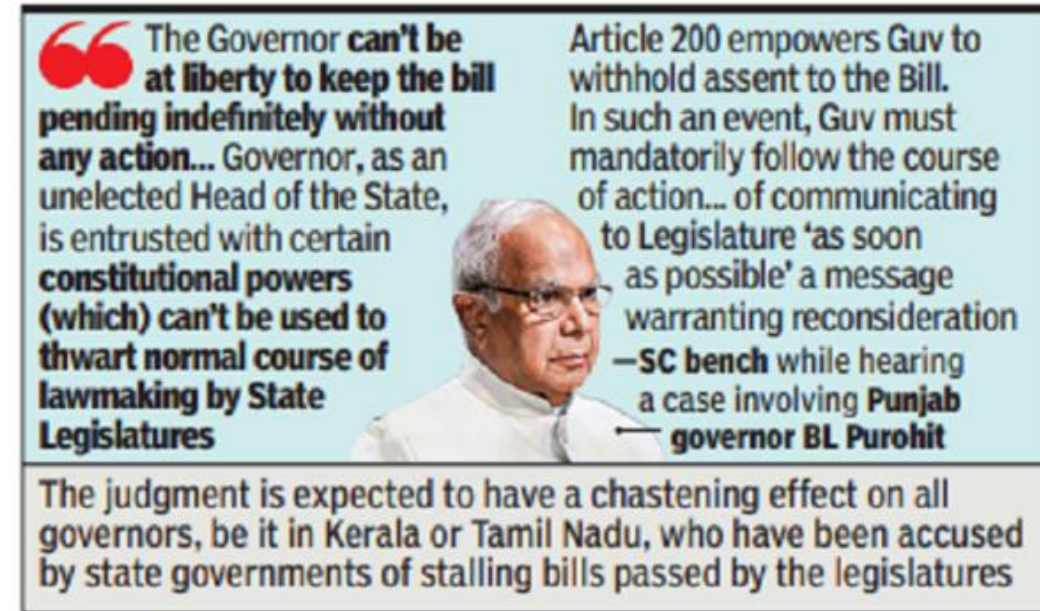 The Governor can't be
at liberty to keep the bill
pending indefinitely without
any action... Governor, as an
unelected Head of the State,
is entrusted with certain
constitutional powers
(which) can't be used to
thwart normal course of
lawmaking by State
Legislatures
Article 200 empowers Guv to
withhold assent to the Bill.
In such an event, Guv must
mandatorily follow the course
of action... of communicating
to Legislature ‘as soon
as possible’ a message
warranting reconsideration
—SC bench while hearing
a case involving Punjab
governor BL Purohit
The judgment is expected to have a chastening effect on all
governors, be it in Kerala or Tamil Nadu, who have been accused
by state governments of stalling bills passed by the legislatures